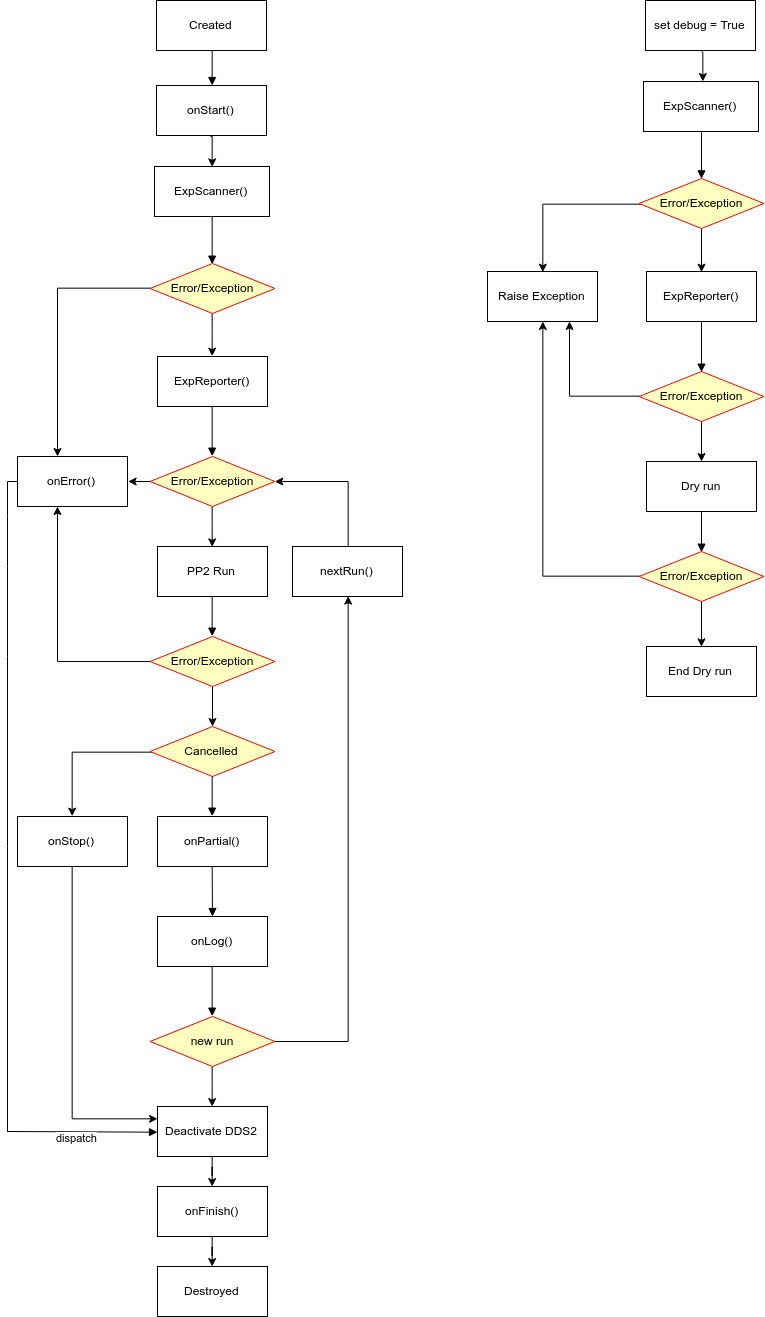 Created
onStart()
ExpScanner()
Error/Exception
ExpReporter()
onError()
Error/Exception
PP2 Run
nextRun()
Error/Exception
Cancelled
onStop()
onPartial()
onLog()
new run
Deactivate DDS2
dispatch
onFinish()
Destroyed
set debug = True
ExpScanner()
Error/Exception
Raise Exception
ExpReporter()
Error/Exception
Dry run
Error/Exception
End Dry run